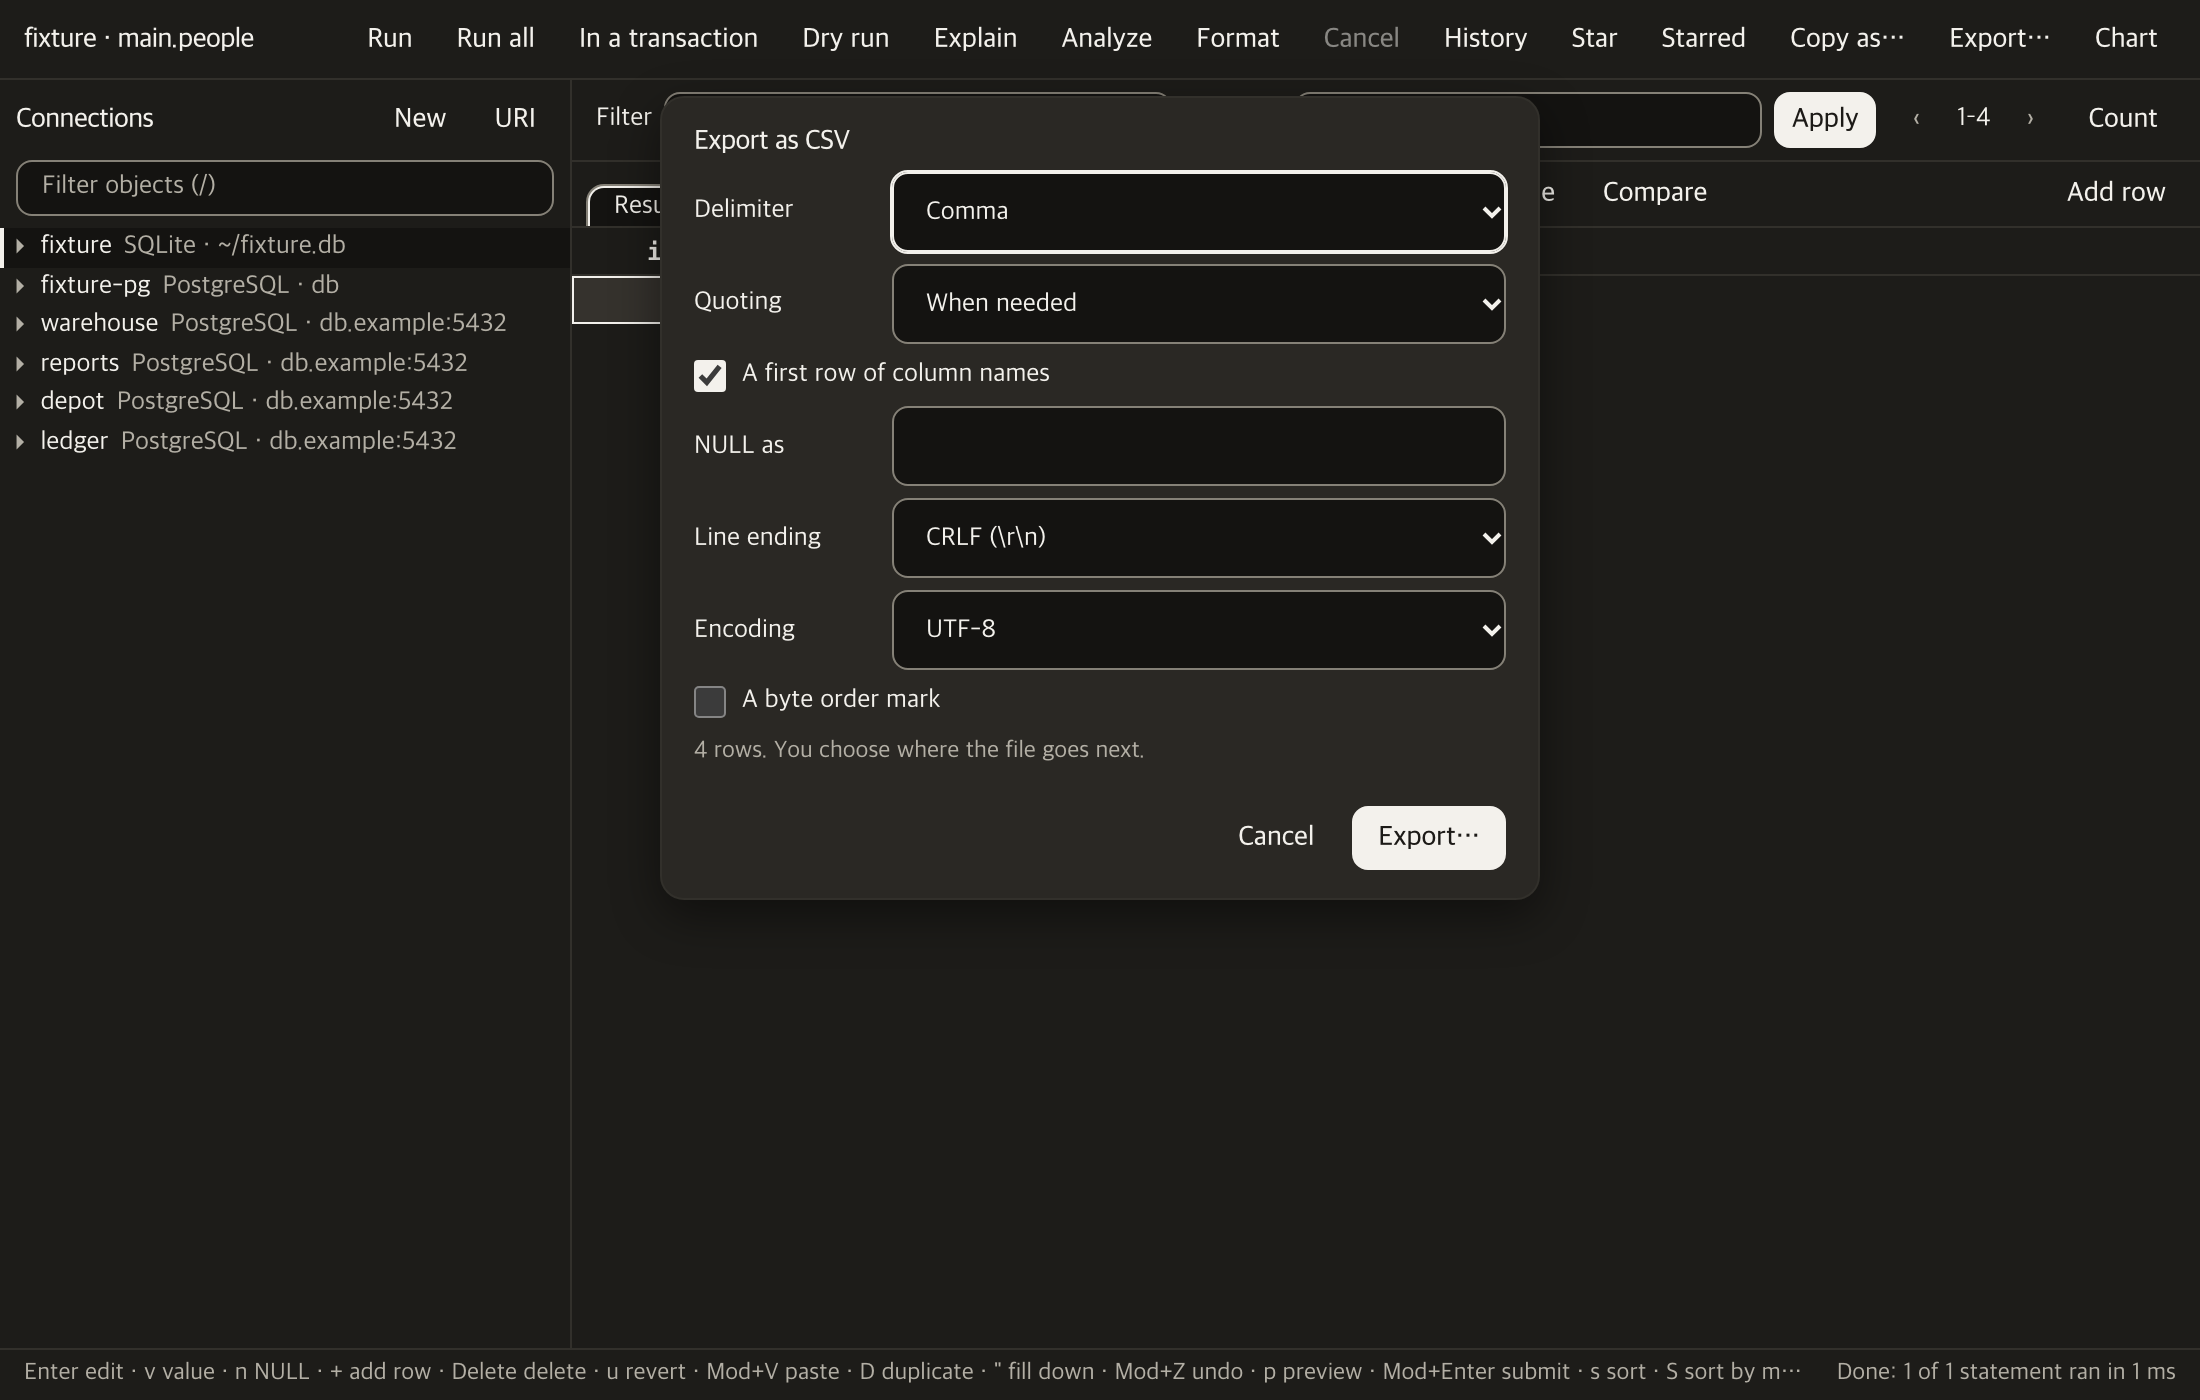 fixture · main.people Run Run all In a transaction Dry run Explain Analyze Format Cancel History Star Starred Copy as··· Export··· Chart
Connections New URI
Filter objects (/)
fixture SQLite · ~/fixture.db
fixture-pg PostgreSQL · db
warehouse PostgreSQL · db.example:5432
reports PostgreSQL · db.example:5432
depot PostgreSQL · db.example:5432
ledger PostgreSQL · db.example:5432
Filter Apply ‹ 1-4 › Count
Compare Add row
Export as CSV
Delimiter Comma
Quoting When needed
A first row of column names
NULL as
Line ending CRLF (\r\n)
Encoding UTF-8
A byte order mark
4 rows. You choose where the file goes next.
Cancel Export···
Enter edit · v value · n NULL · + add row · Delete delete · u revert · Mod+V paste · D duplicate · " fill down · Mod+Z undo · p preview · Mod+Enter submit · s sort · S sort by m··· Done: 1 of 1 statement ran in 1 ms